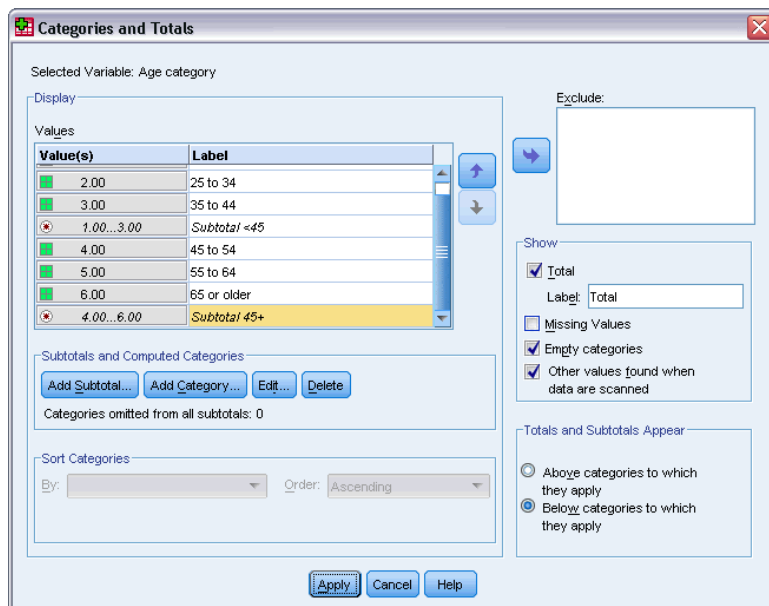 Categories and Totals
Selected Variable: Age category
Display
Values
Value(s) Label
2.00 25 to 34
3.00 35 to 44
1.00...3.00 Subtotal <45
4.00 45 to 54
5.00 55 to 64
6.00 65 or older
4.00...6.00 Subtotal 45+
Subtotals and Computed Categories
Add Subtotal... Add Category... Edit... Delete
Categories omitted from all subtotals: 0
Sort Categories
By: Order: Ascending
Exclude:
Show
Total
Label: Total
Missing Values
Empty categories
Other values found when
data are scanned
Totals and Subtotals Appear
Above categories to which
they apply
Below categories to which
they apply
Apply Cancel Help